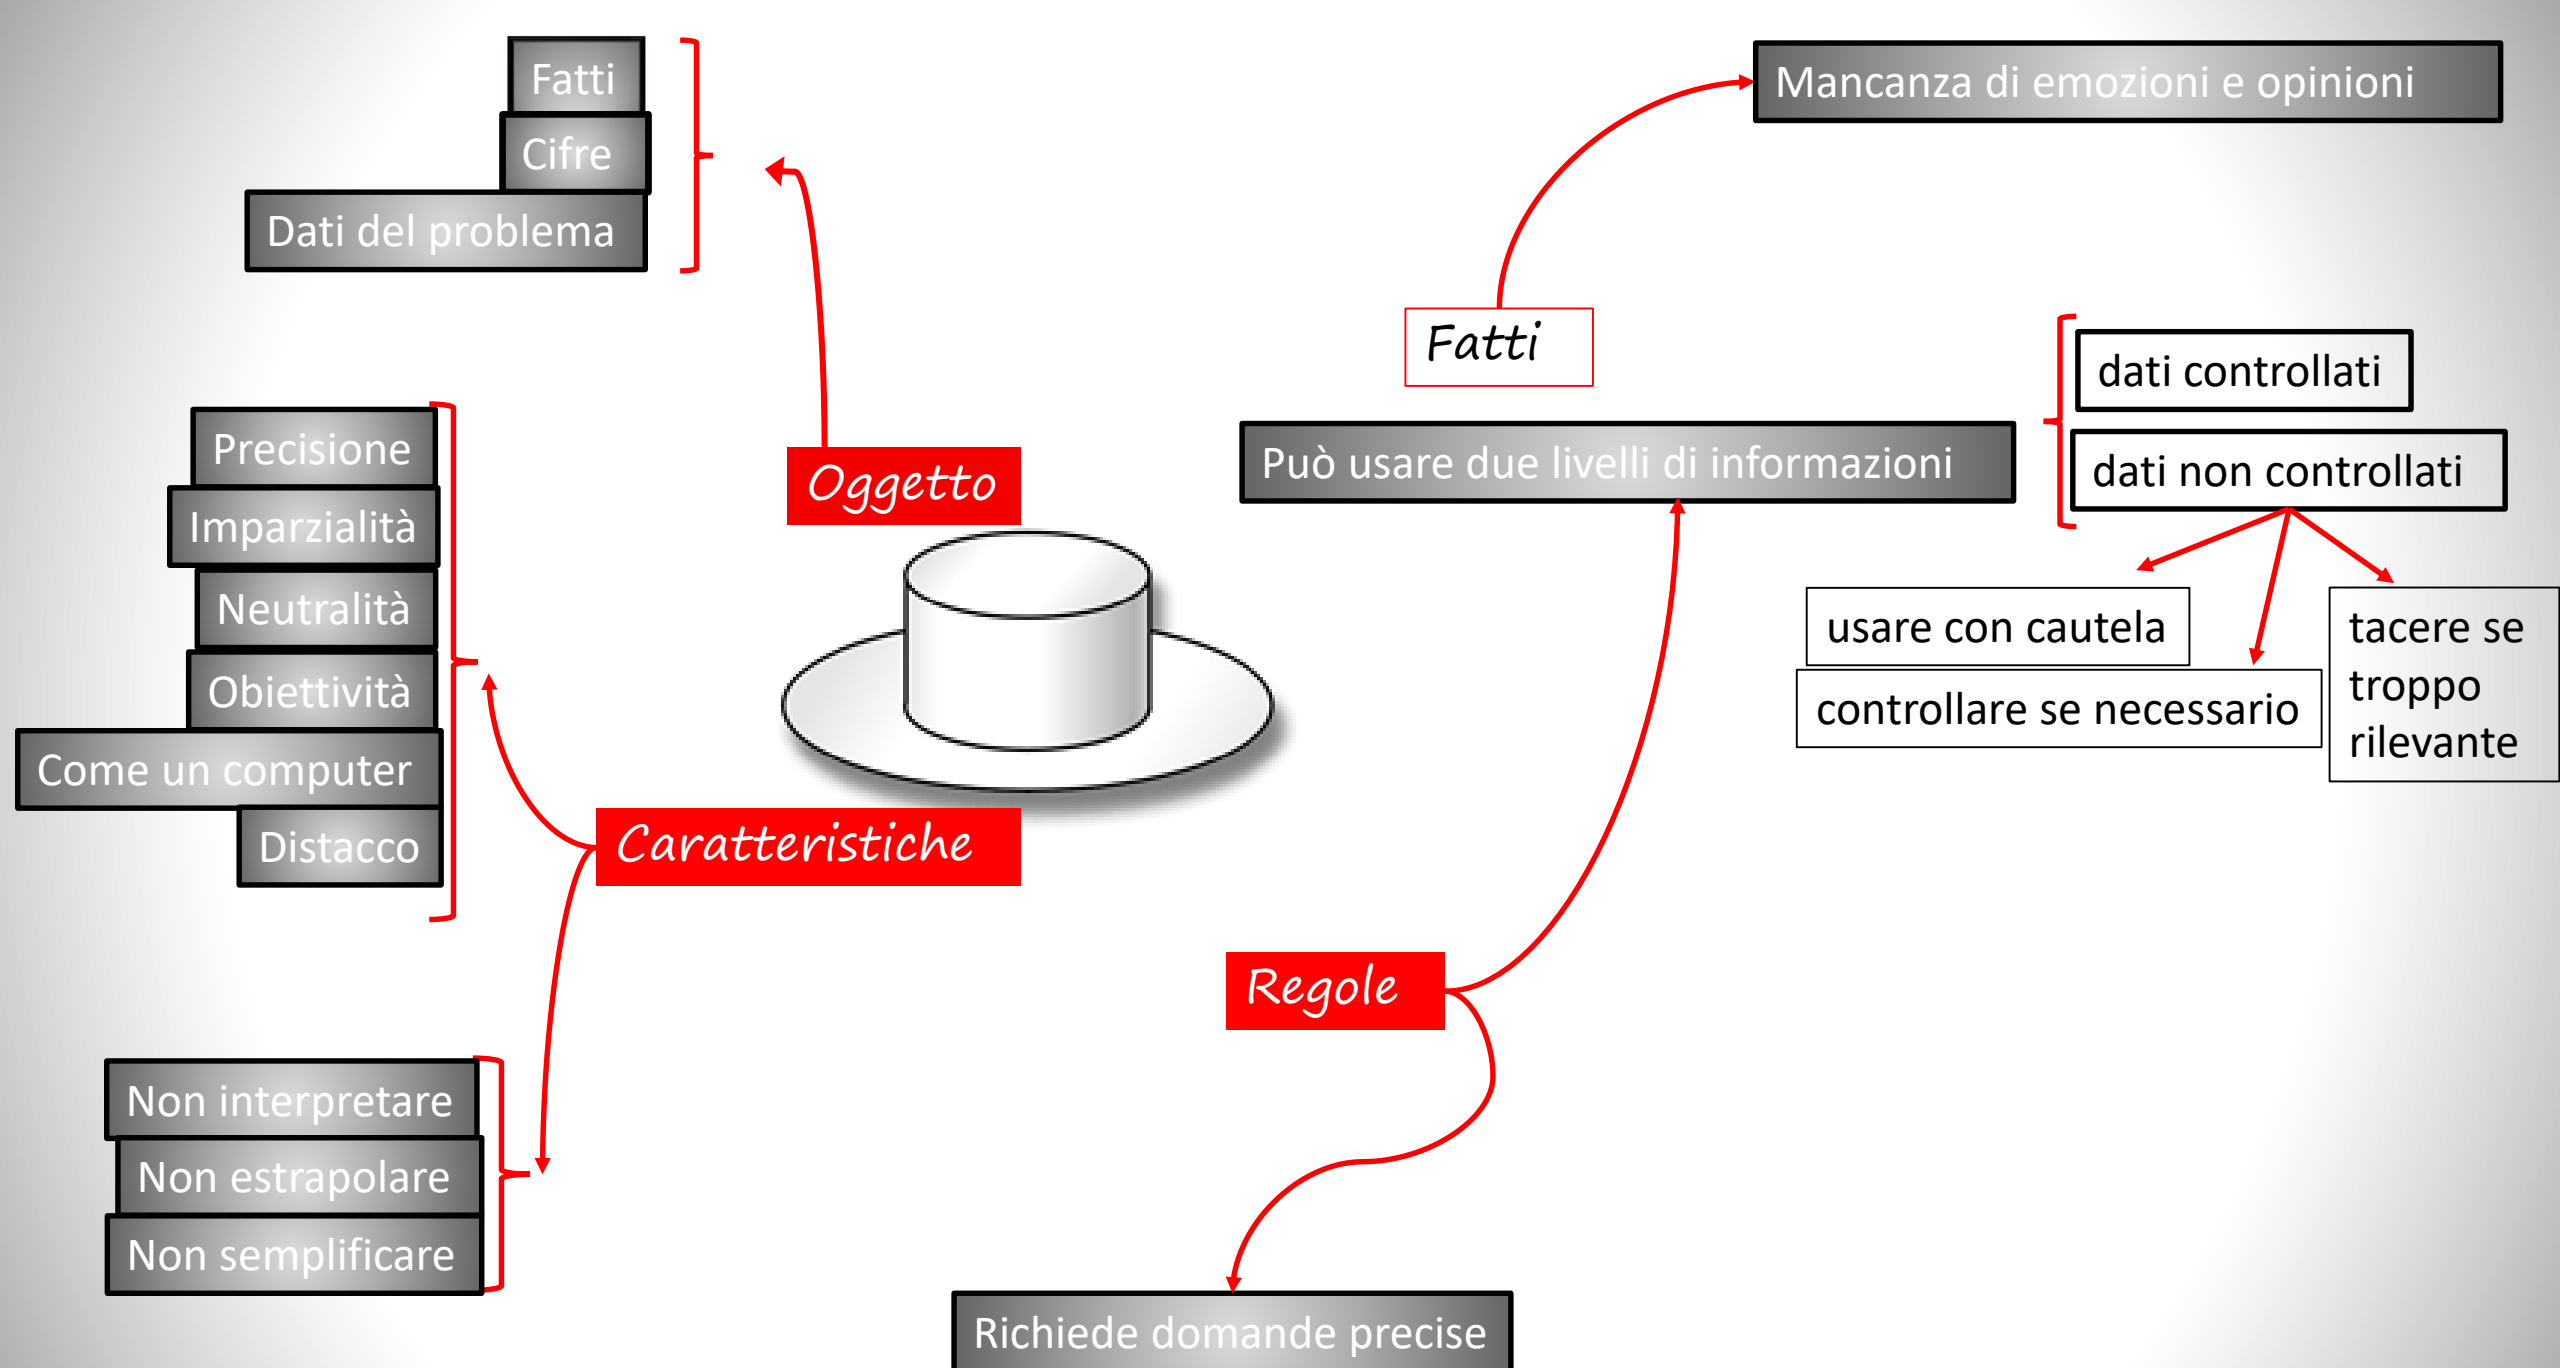 Fatti
Cifre
Dati del problema
Mancanza di emozioni e opinioni
Fatti
dati controllati
Può usare due livelli di informazioni
dati non controllati
usare con cautela
controllare se necessario
tacere se
troppo
rilevante
Oggetto
Precisione
Imparzialità
Neutralità
Obiettività
Come un computer
Distacco
Caratteristiche
Non interpretare
Non estrapolare
Non semplificare
Regole
Richiede domande precise